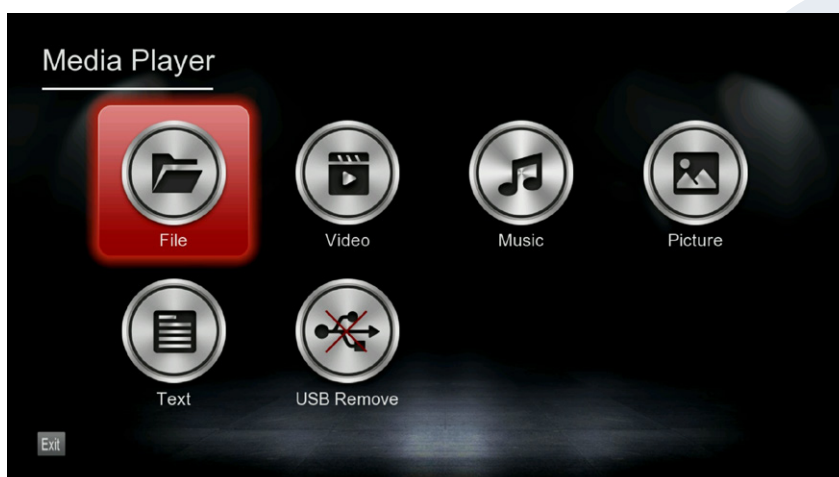 Media Player
File
Video
Music
Picture
Text
USB Remove
Exit